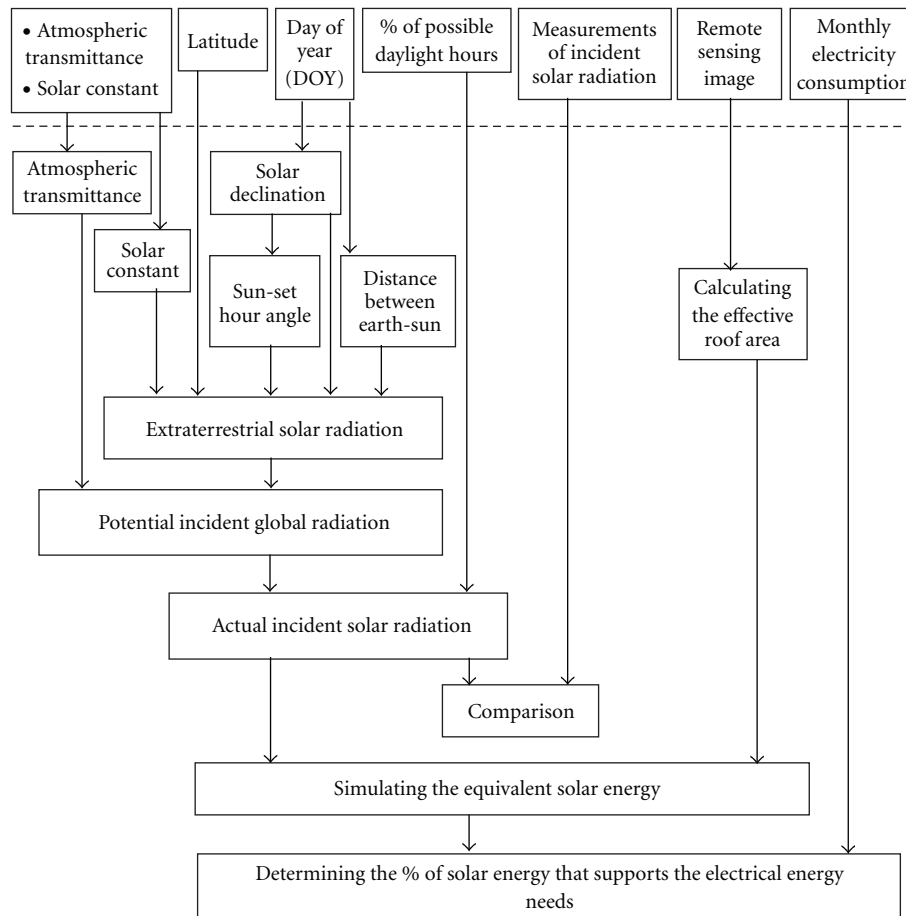 • Atmospheric
transmittance
• Solar constant
Latitude
Day of
year
(DOY)
% of possible
daylight hours
Measurements
of incident
solar radiation
Remote
sensing
image
Monthly
electricity
consumption
Atmospheric
transmittance
Solar
declination
Solar
constant
Sun-set
hour angle
Distance
between
earth-sun
Calculating
the effective
roof area
Extraterrestrial solar radiation
Potential incident global radiation
Actual incident solar radiation
Comparison
Simulating the equivalent solar energy
Determining the % of solar energy that supports the electrical energy
needs